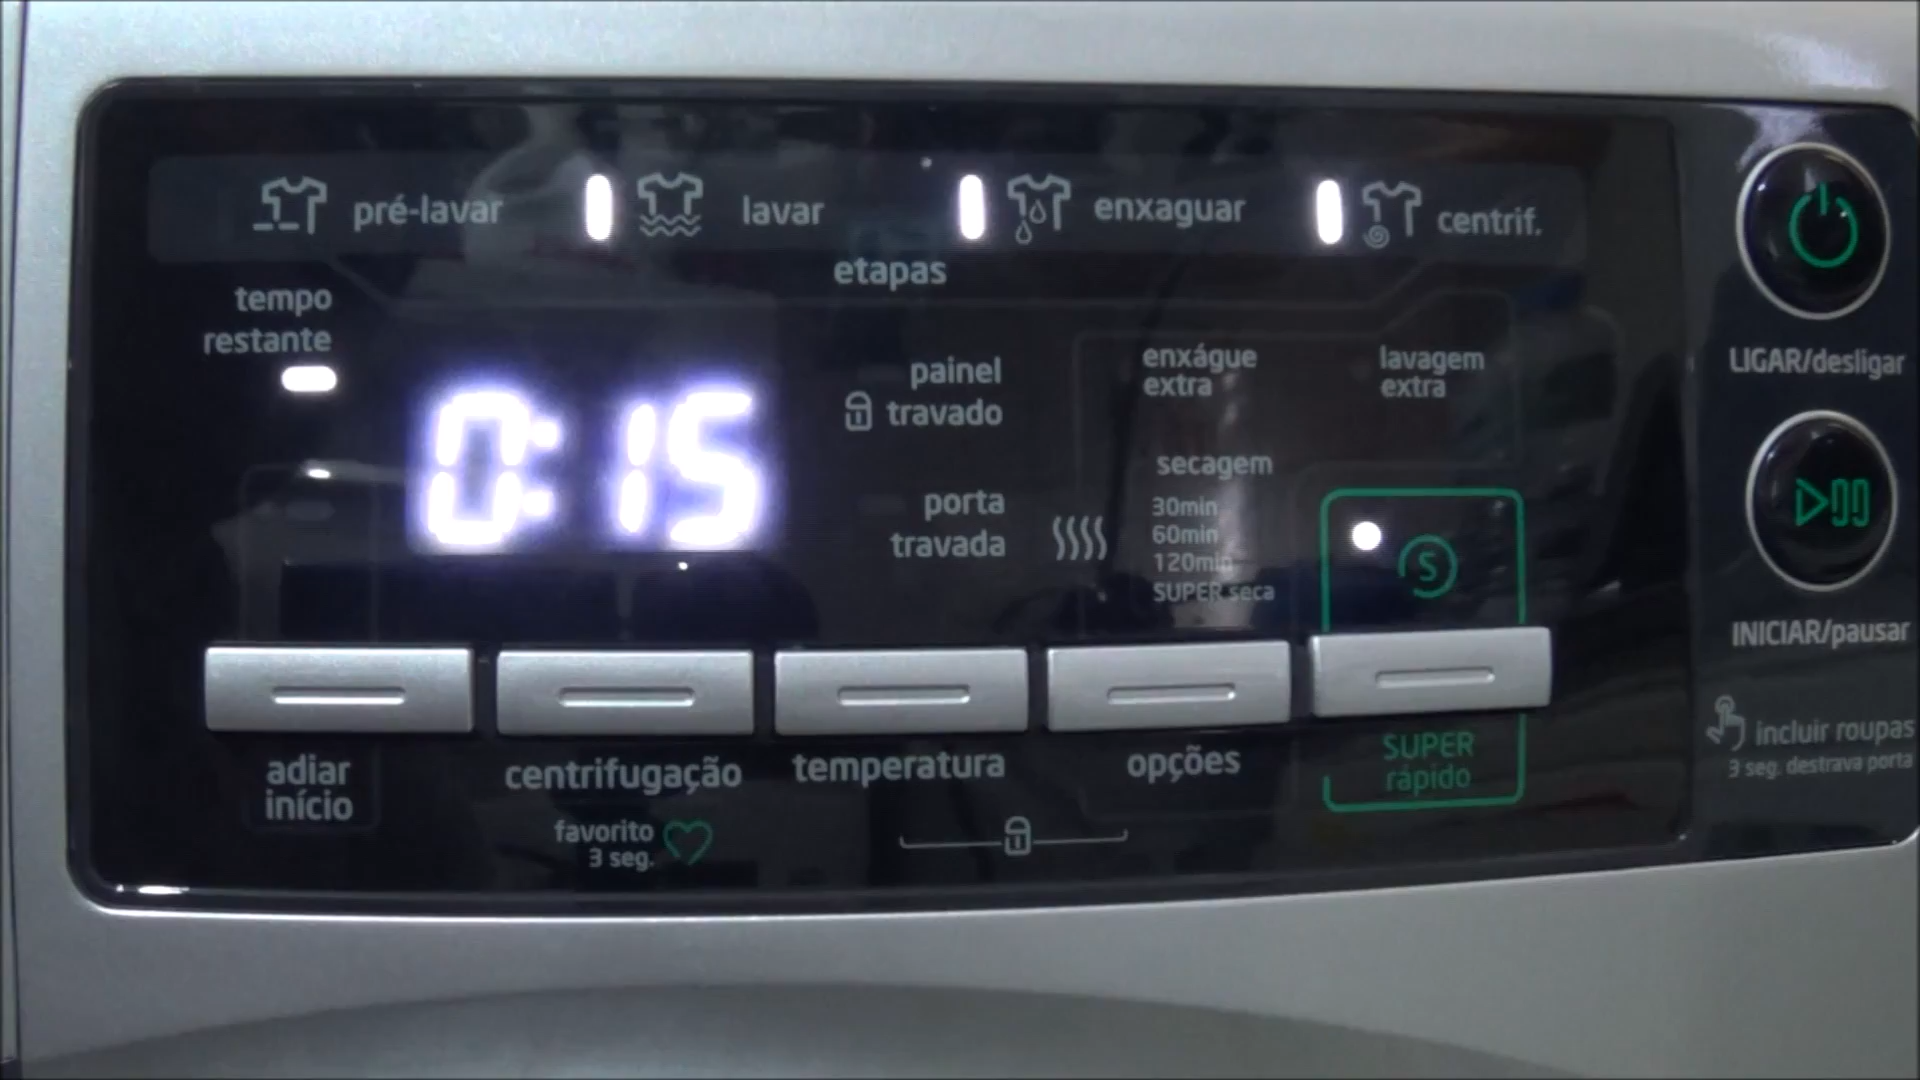 pré-lavar
lavar
enxaguar
centrif.
etapas
tempo
restante
0:15
painel
travado
porta
travada
enxágue
extra
lavagem
extra
secagem
30min
60min
120min
SUPER seca
S
LIGAR/desligar
INICIAR/pausar
incluir roupas
3 seg. destrava porta
adiar
início
centrifugação
favorito
3 seg.
temperatura
opções
SUPER
rápido